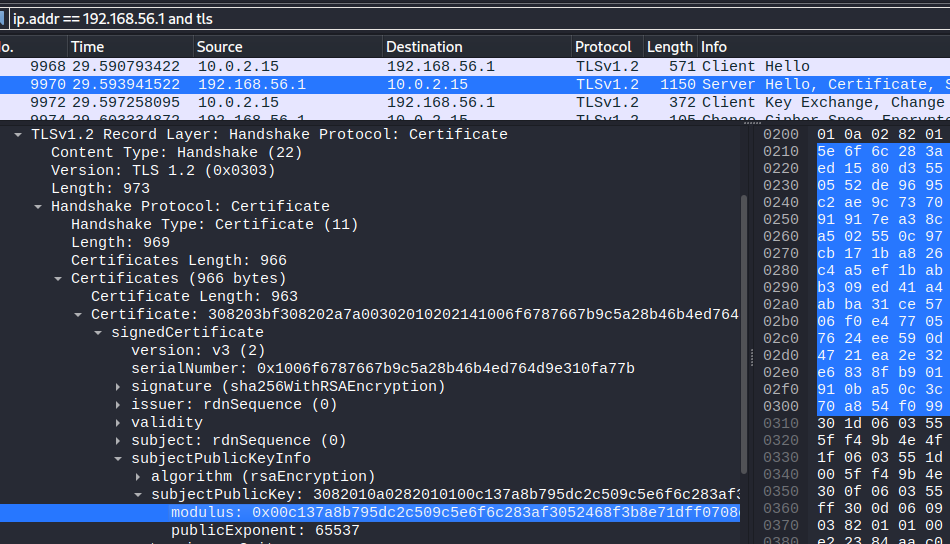 ip.addr == 192.168.56.1 and tls
o. Time Source Destination Protocol Length Info
9968 29.590793422 10.0.2.15 192.168.56.1 TLSv1.2 571 Client Hello
9970 29.593941522 192.168.56.1 10.0.2.15 TLSv1.2 1150 Server Hello, Certificate, S
9972 29.597258095 10.0.2.15 192.168.56.1 TLSv1.2 372 Client Key Exchange, Change
9974 29.603334872 192.168.56.1 10.0.2.15 TLSv1.2 105 Change Cipher Spec, Encrypte
TLSv1.2 Record Layer: Handshake Protocol: Certificate
Content Type: Handshake (22)
Version: TLS 1.2 (0x0303)
Length: 973
Handshake Protocol: Certificate
Handshake Type: Certificate (11)
Length: 969
Certificates Length: 966
Certificates (966 bytes)
Certificate Length: 963
Certificate: 308203bf308202a7a00302010202141006f6787667b9c5a28b46b4ed764
signedCertificate
version: v3 (2)
serialNumber: 0x1006f6787667b9c5a28b46b4ed764d9e310fa77b
signature (sha256WithRSAEncryption)
issuer: rdnSequence (0)
validity
subject: rdnSequence (0)
subjectPublicKeyInfo
algorithm (rsaEncryption)
subjectPublicKey: 3082010a0282010100c137a8b795dc2c509c5e6f6c283af3
modulus: 0x00c137a8b795dc2c509c5e6f6c283af3052468f3b8e71dff0708
publicExponent: 65537
0200 01 0a 02 82 01
0210 5e 6f 6c 28 3a
0220 ed 15 80 d3 55
0230 05 52 de 96 95
0240 c2 ae 9c 73 70
0250 91 91 7e a3 8c
0260 a5 02 55 0c 97
0270 cb 17 1b a8 26
0280 c4 a5 ef 1b ab
0290 b3 09 ed 41 a4
02a0 ab ba 31 ce 57
02b0 06 f0 e4 77 05
02c0 76 24 ee 59 0d
02d0 47 21 ea 2e 32
02e0 e6 83 8f b9 01
02f0 91 0b a5 0c 3c
0300 70 a8 54 f0 99
0310 30 1d 06 03 55
0320 5f f4 9b 4e 4f
0330 1f 06 03 55 1d
0340 00 5f f4 9b 4e
0350 30 0f 06 03 55
0360 ff 30 0d 06 09
0370 03 82 01 01 00
0380 e2 23 84 aa c0